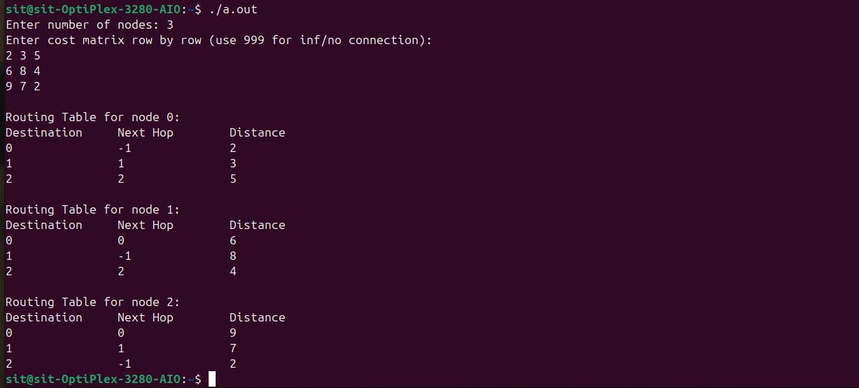 sit@sit-OptiPlex-3280-AIO:~$ ./a.out
Enter number of nodes: 3
Enter cost matrix row by row (use 999 for inf/no connection):
2 3 5
6 8 4
9 7 2
Routing Table for node 0:
Destination Next Hop Distance
0 -1 2
1 1 3
2 2 5
Routing Table for node 1:
Destination Next Hop Distance
0 0 6
1 -1 8
2 2 4
Routing Table for node 2:
Destination Next Hop Distance
0 0 9
1 1 7
2 -1 2
sit@sit-OptiPlex-3280-AIO:~$